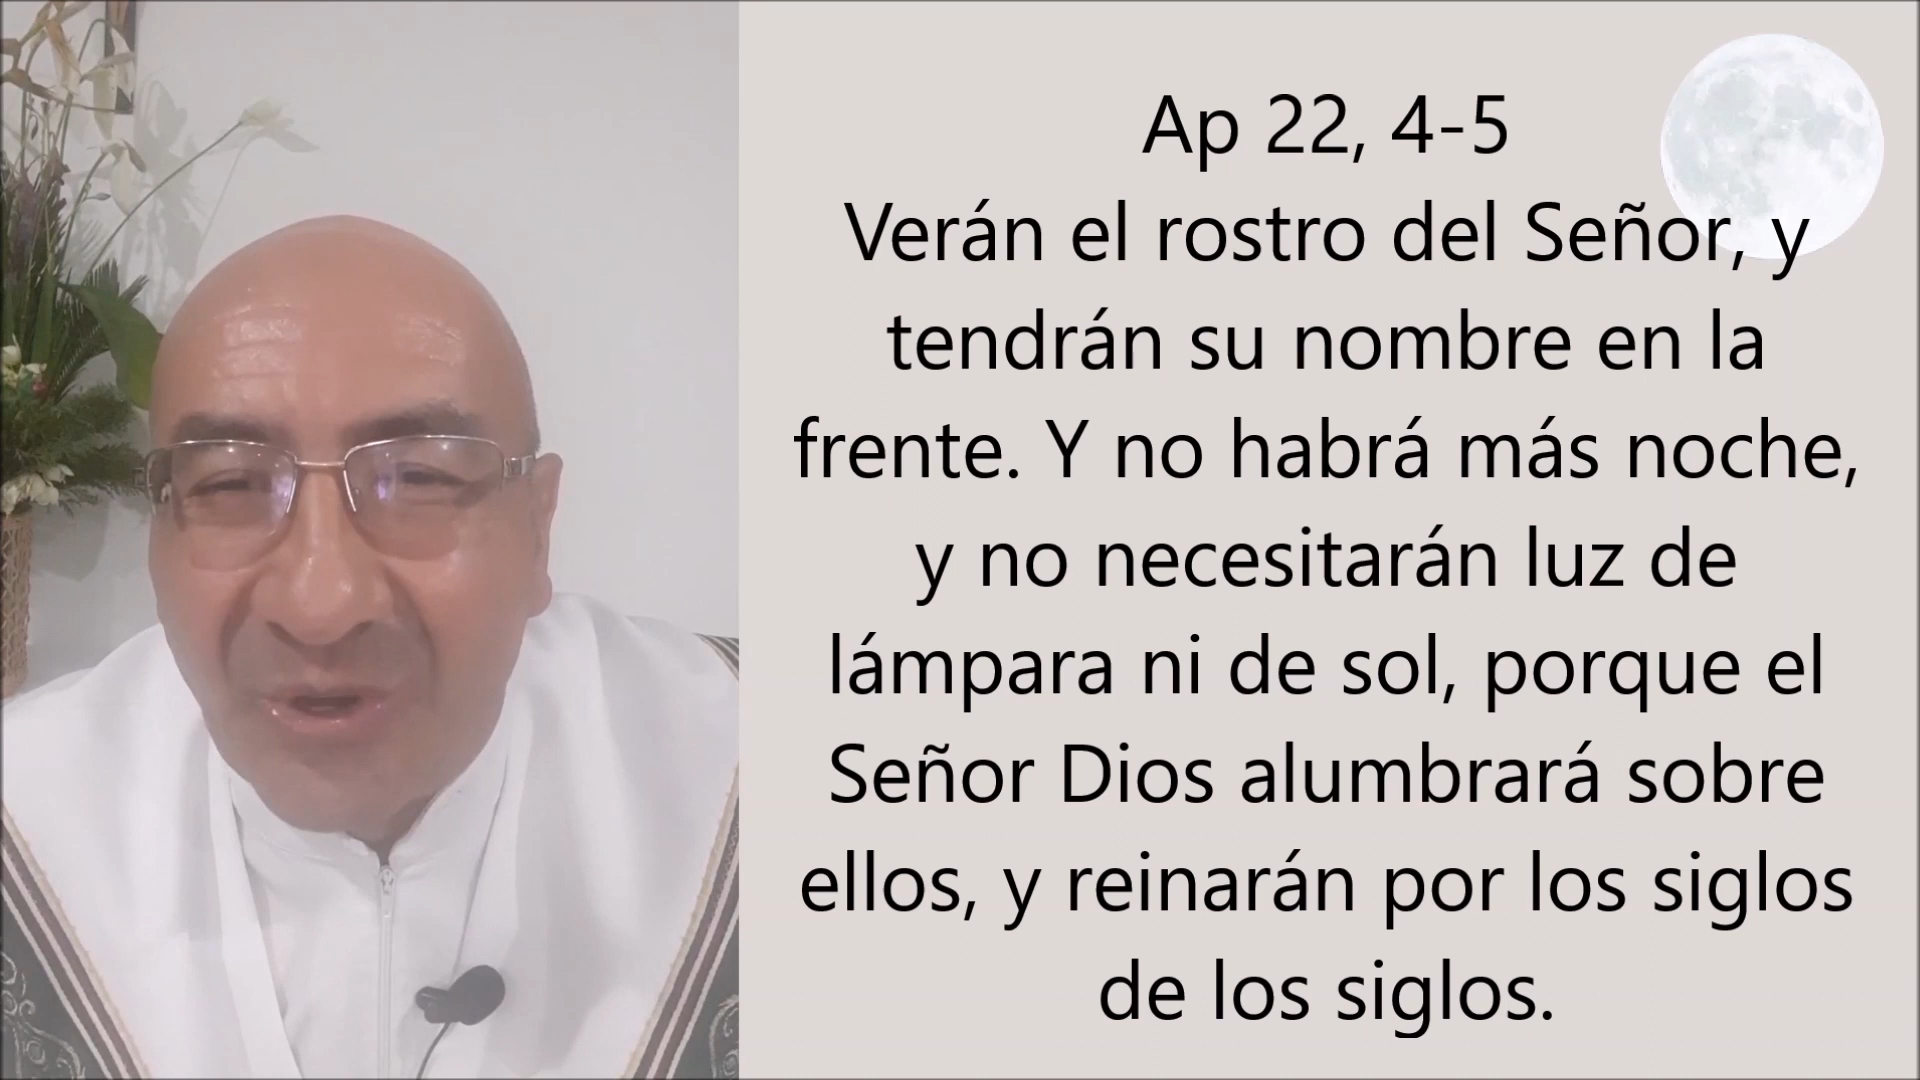 Ap 22, 4-5
Verán el rostro del Señor, y
tendrán su nombre en la
frente. Y no habrá más noche,
y no necesitarán luz de
lámpara ni de sol, porque el
Señor Dios alumbrará sobre
ellos, y reinarán por los siglos
de los siglos.